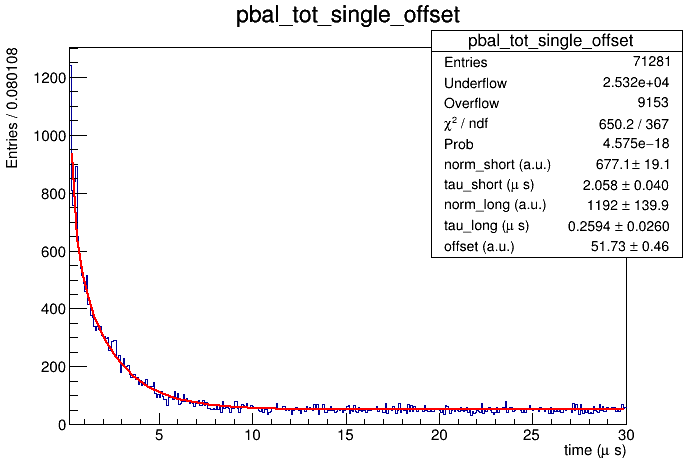 pbal_tot_single_offset
pbal_tot_single_offset
Entries 71281
Underflow 2.532e+04
Overflow 9153
χ² / ndf 650.2 / 367
Prob 4.575e−18
norm_short (a.u.) 677.1 ± 19.1
tau_short (μ s) 2.058 ± 0.040
norm_long (a.u.) 1192 ± 139.9
tau_long (μ s) 0.2594 ± 0.0260
offset (a.u.) 51.73 ± 0.46
Entries / 0.080108
1200
1000
800
600
400
200
0
5 10 15 20 25 30
time (μ s)